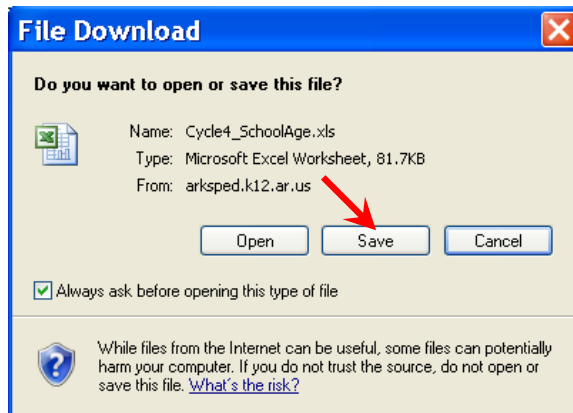 File Download
Do you want to open or save this file?
Name: Cycle4_SchoolAge.xls
Type: Microsoft Excel Worksheet, 81.7KB
From: arksped.k12.ar.us
Open Save Cancel
Always ask before opening this type of file
While files from the Internet can be useful, some files can potentially
harm your computer. If you do not trust the source, do not open or
save this file. What's the risk?